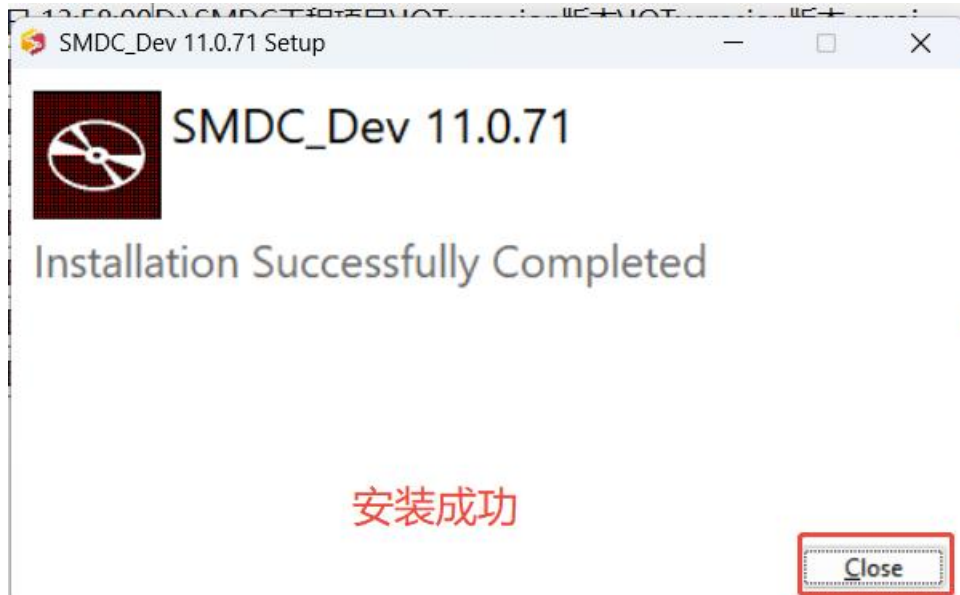 SMDC_Dev 11.0.71 Setup
SMDC_Dev 11.0.71
Installation Successfully Completed
安装成功
Close